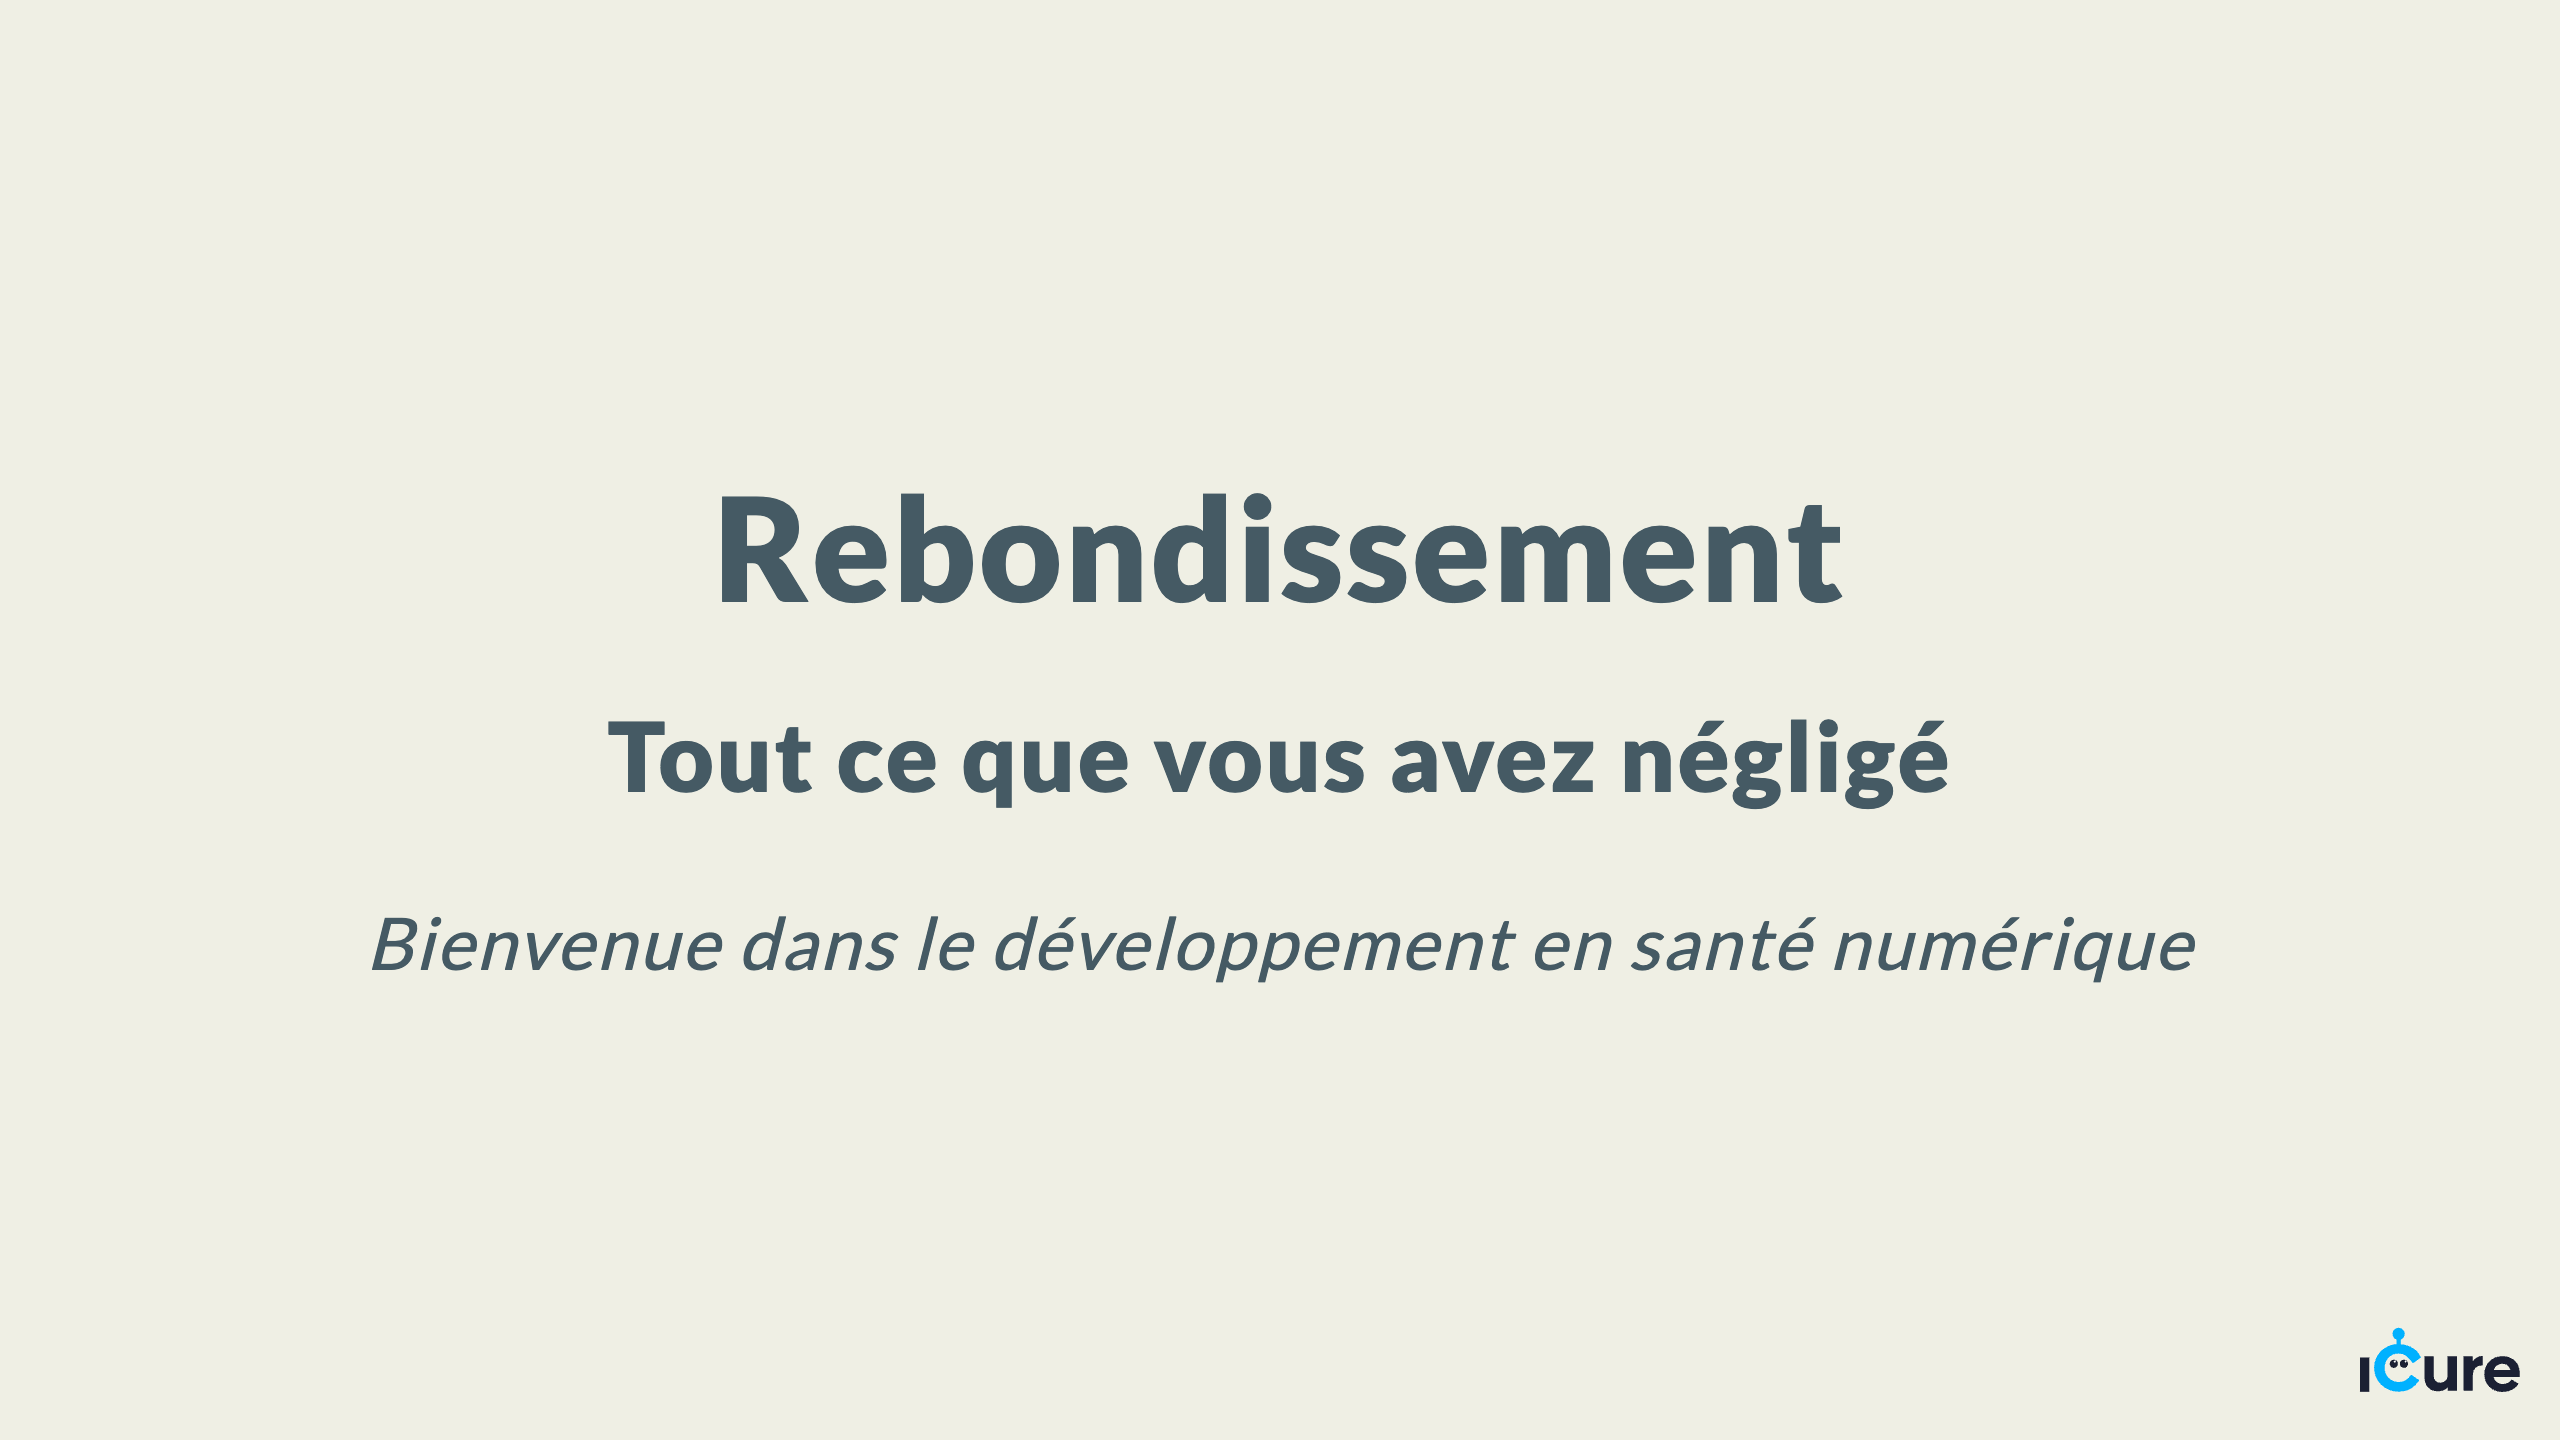 Rebondissement
Tout ce que vous avez négligé
Bienvenue dans le développement en santé numérique
iCure